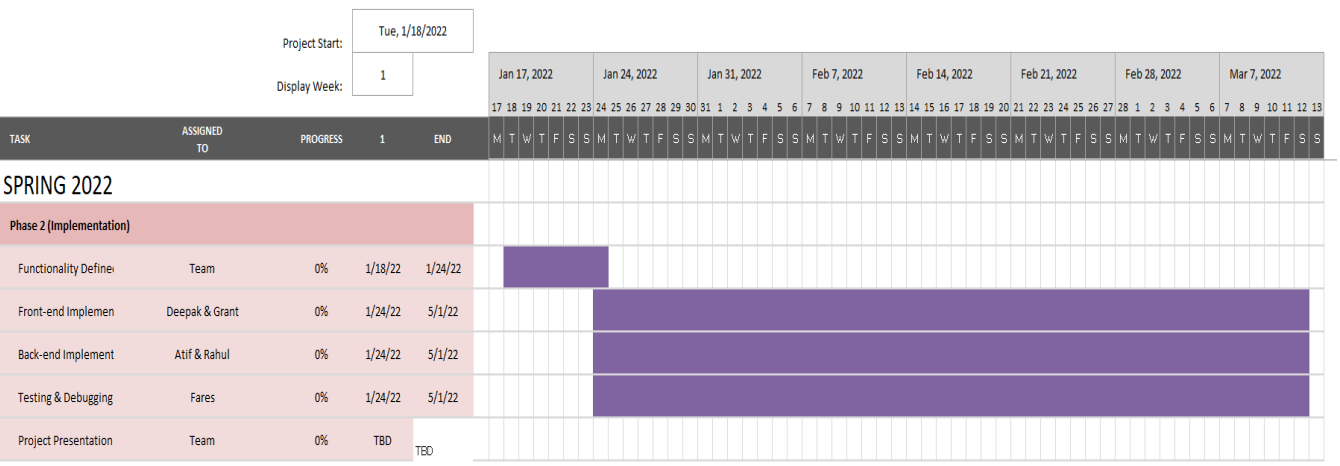 Project Start: Tue, 1/18/2022
Display Week: 1
Jan 17, 2022 Jan 24, 2022 Jan 31, 2022 Feb 7, 2022 Feb 14, 2022 Feb 21, 2022 Feb 28, 2022 Mar 7, 2022
17 18 19 20 21 22 23 24 25 26 27 28 29 30 31 1 2 3 4 5 6 7 8 9 10 11 12 13 14 15 16 17 18 19 20 21 22 23 24 25 26 27 28 1 2 3 4 5 6 7 8 9 10 11 12 13
TASK ASSIGNED TO PROGRESS 1 END M T W T F S S M T W T F S S M T W T F S S M T W T F S S M T W T F S S M T W T F S S M T W T F S S M T W T F S S
SPRING 2022
Phase 2 (Implementation)
Functionality Define Team 0% 1/18/22 1/24/22
Front-end Implemen Deepak & Grant 0% 1/24/22 5/1/22
Back-end Implement Atif & Rahul 0% 1/24/22 5/1/22
Testing & Debugging Fares 0% 1/24/22 5/1/22
Project Presentation Team 0% TBD TBD